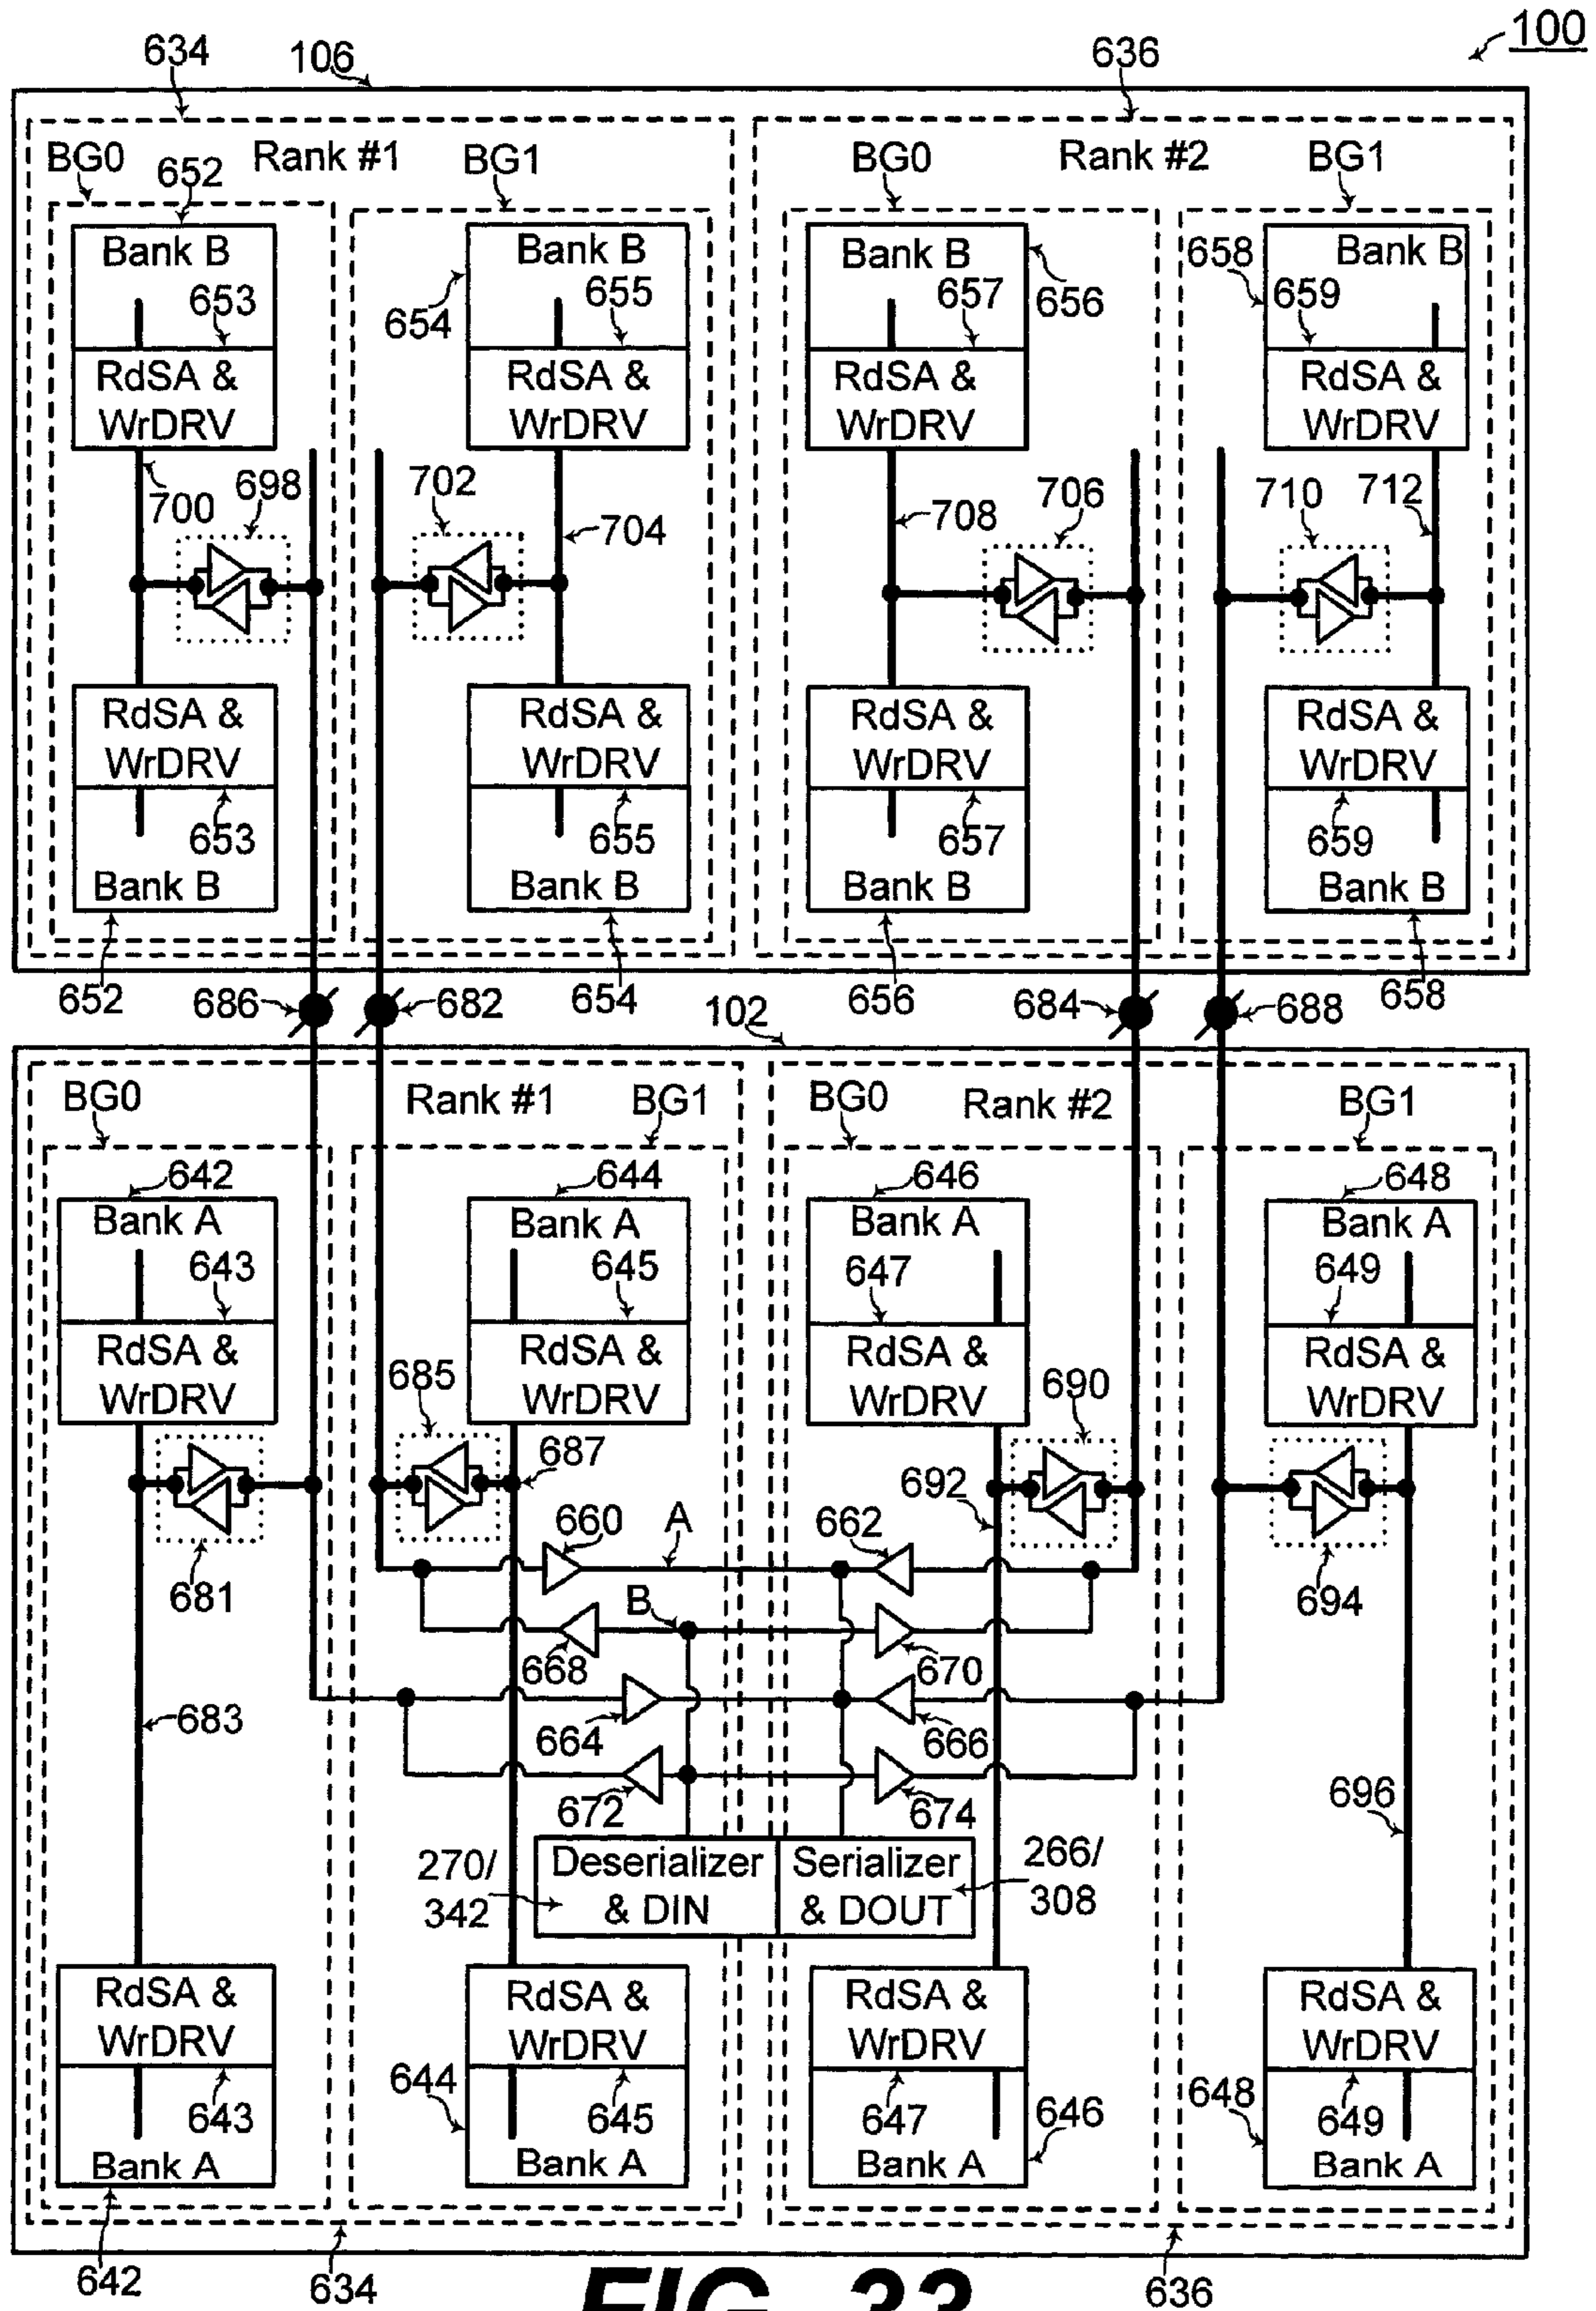 100
634
106
636
BG0
Rank #1
BG1
BG0
Rank #2
BG1
652
Bank B
Bank B
Bank B
658
Bank B
653
654
655
657
656
659
RdSA &
WrDRV
RdSA &
WrDRV
RdSA &
WrDRV
RdSA &
WrDRV
700
698
702
704
708
706
710
712
RdSA &
WrDRV
RdSA &
WrDRV
RdSA &
WrDRV
RdSA &
WrDRV
653
655
657
659
Bank B
Bank B
Bank B
Bank B
652
686
682
654
102
656
684
688
658
BG0
Rank #1
BG1
BG0
Rank #2
BG1
642
644
646
648
Bank A
Bank A
Bank A
Bank A
643
645
647
649
RdSA &
WrDRV
RdSA &
WrDRV
RdSA &
WrDRV
RdSA &
WrDRV
685
687
690
692
660
A
662
681
694
B
668
670
683
664
666
672
674
696
270/
342
Deserializer
& DIN
Serializer
& DOUT
266/
308
RdSA &
WrDRV
RdSA &
WrDRV
RdSA &
WrDRV
RdSA &
WrDRV
643
644
645
647
646
648
649
Bank A
Bank A
Bank A
Bank A
642
634
636
FIG. 33